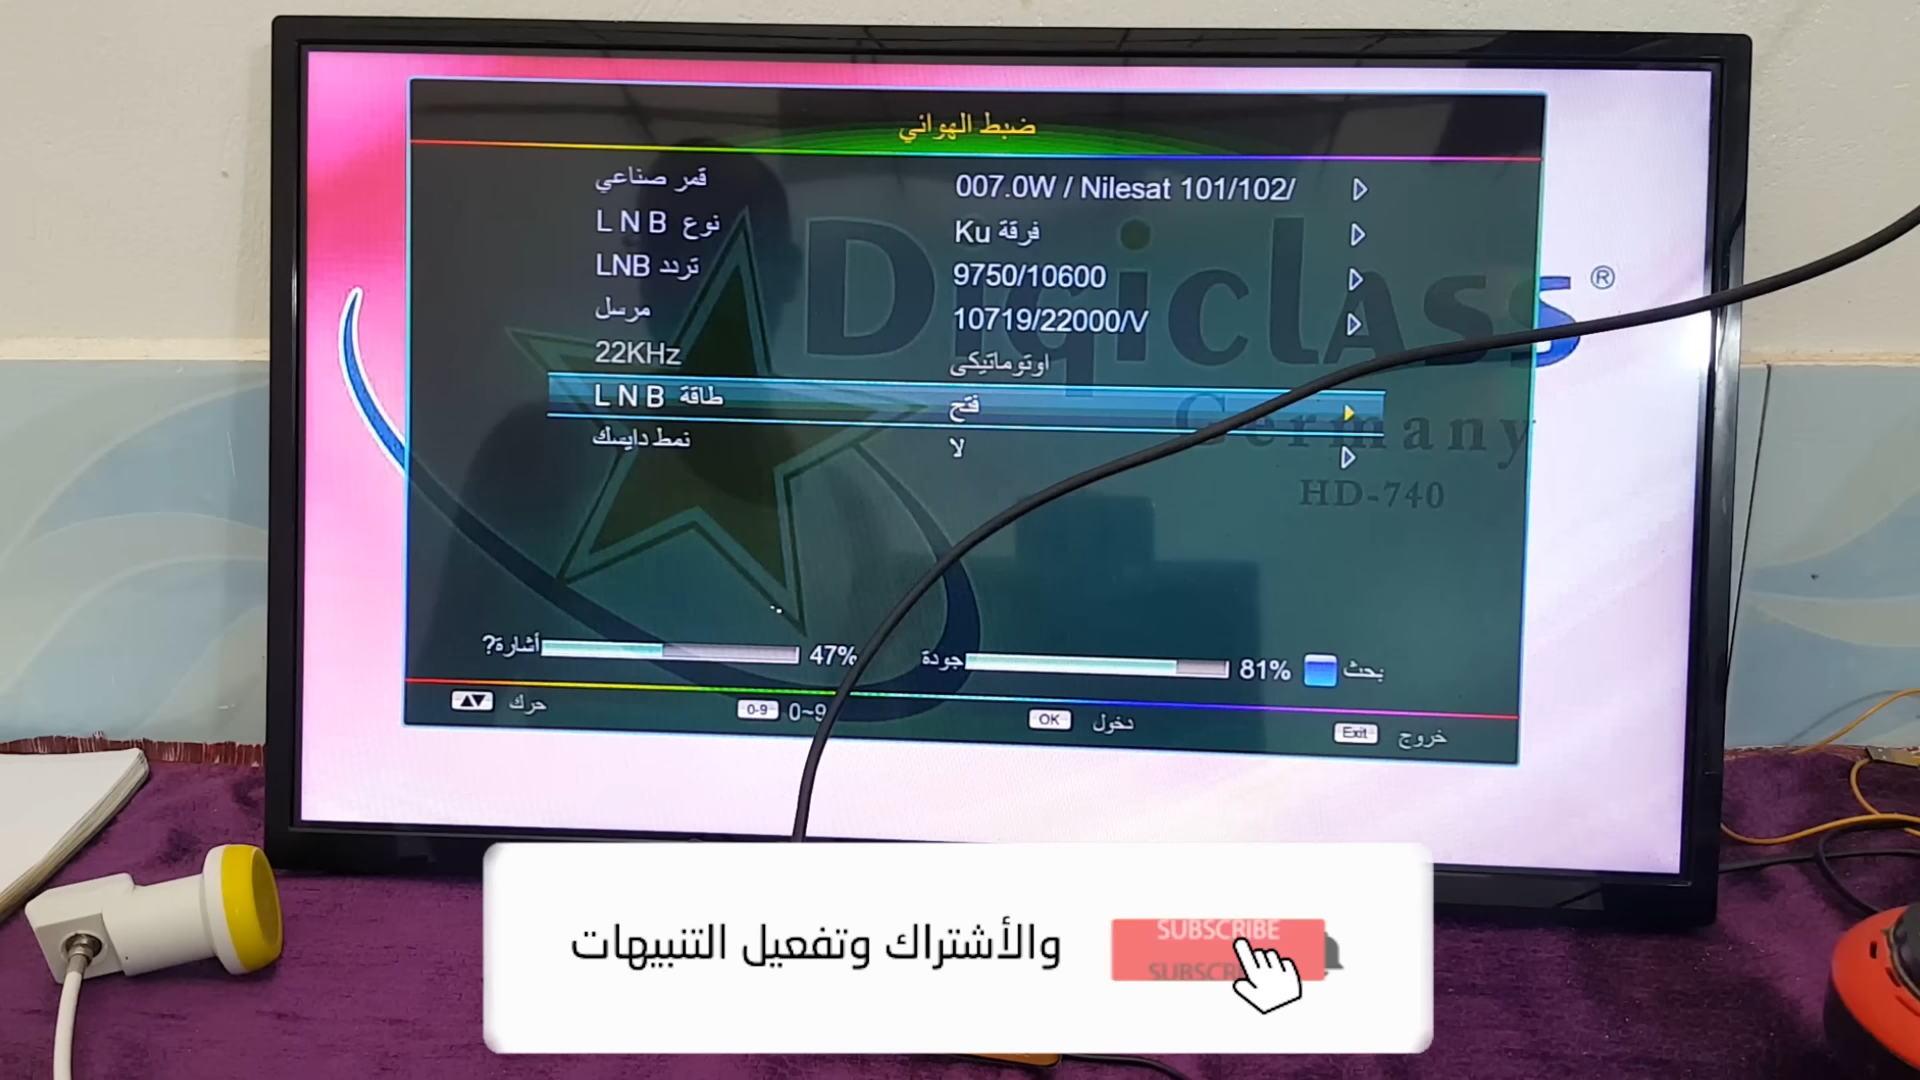 ضبط الهوائي
قمر صناعي 007.0W / Nilesat 101/102/
نوع LNB فرقة Ku
تردد LNB 9750/10600
مرسل 10719/22000/V
22KHz اوتوماتيكى
طاقة LNB فتح
نمط دايسك لا
Digiclass ®
Germany
HD-740
أشارة? 47% جودة 81% بحث
حرك 0-9 0~9 OK دخول Exit خروج
والأشتراك وتفعيل التنبيهات
SUBSCRIBE